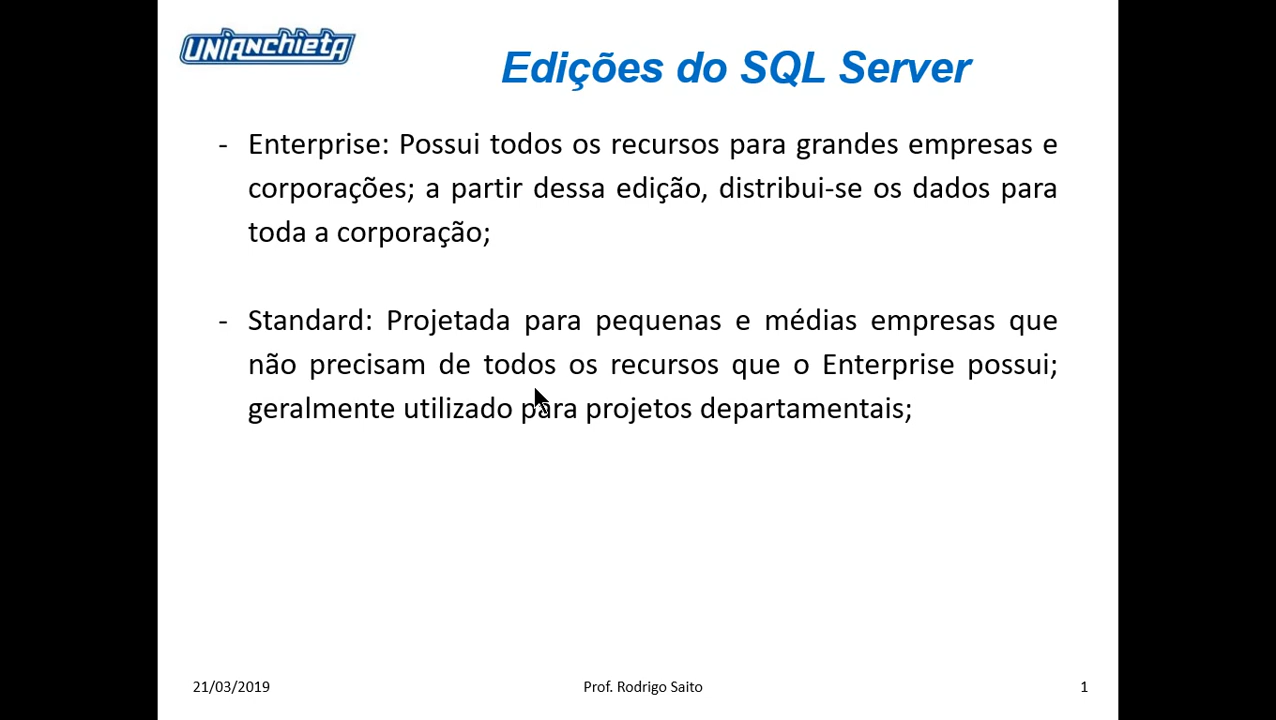 UNIANCHIETA
Edições do SQL Server
- Enterprise: Possui todos os recursos para grandes empresas e
corporações; a partir dessa edição, distribui-se os dados para
toda a corporação;
- Standard: Projetada para pequenas e médias empresas que
não precisam de todos os recursos que o Enterprise possui;
geralmente utilizado para projetos departamentais;
21/03/2019
Prof. Rodrigo Saito
1